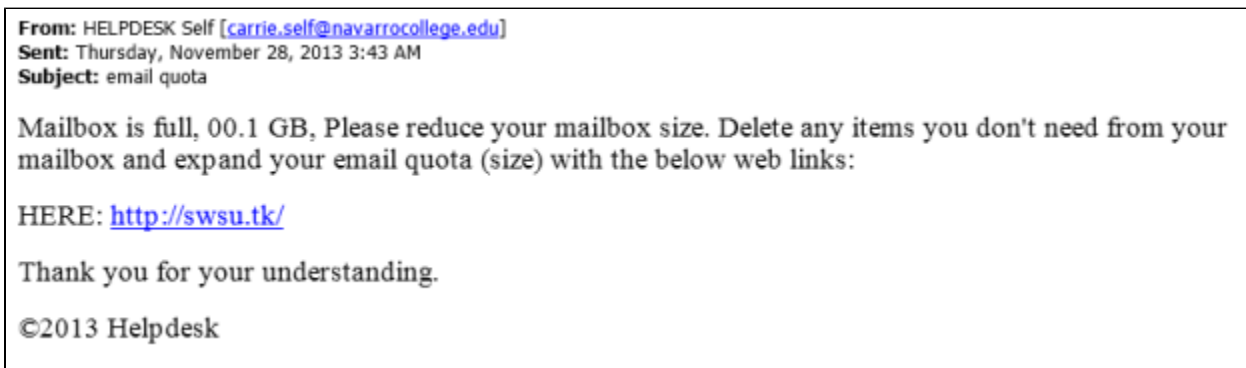 From: HELPDESK Self [carrie.self@navarrocollege.edu]
Sent: Thursday, November 28, 2013 3:43 AM
Subject: email quota
Mailbox is full, 00.1 GB, Please reduce your mailbox size. Delete any items you don't need from your
mailbox and expand your email quota (size) with the below web links:
HERE: http://swsu.tk/
Thank you for your understanding.
©2013 Helpdesk